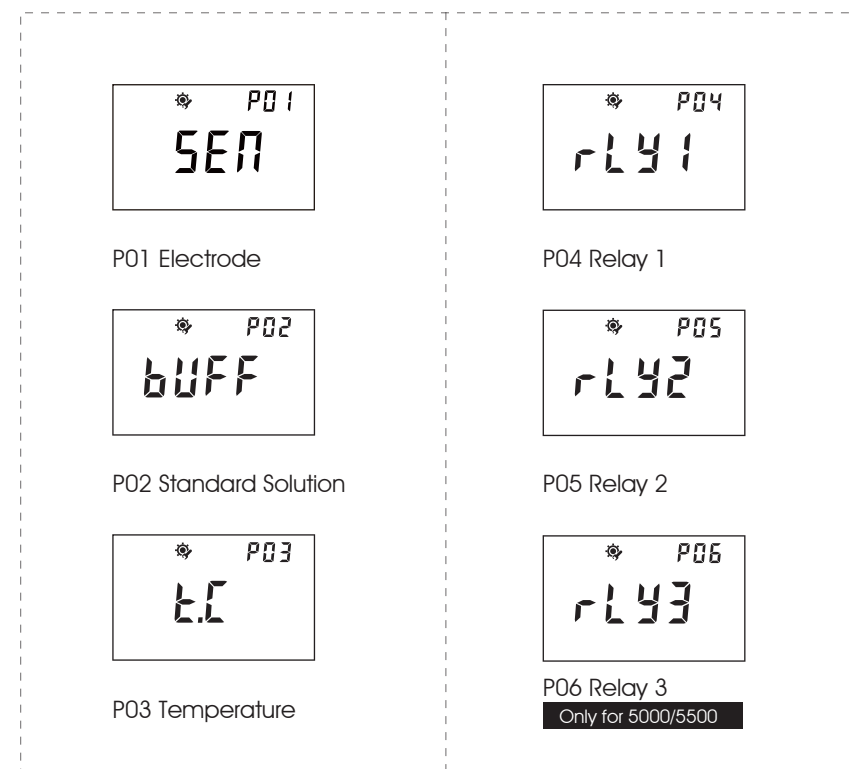 P01
SEN
P01 Electrode
P02
bUFF
P02 Standard Solution
P03
t.C
P03 Temperature
P04
rLY1
P04 Relay 1
P05
rLY2
P05 Relay 2
P06
rLY3
P06 Relay 3
Only for 5000/5500